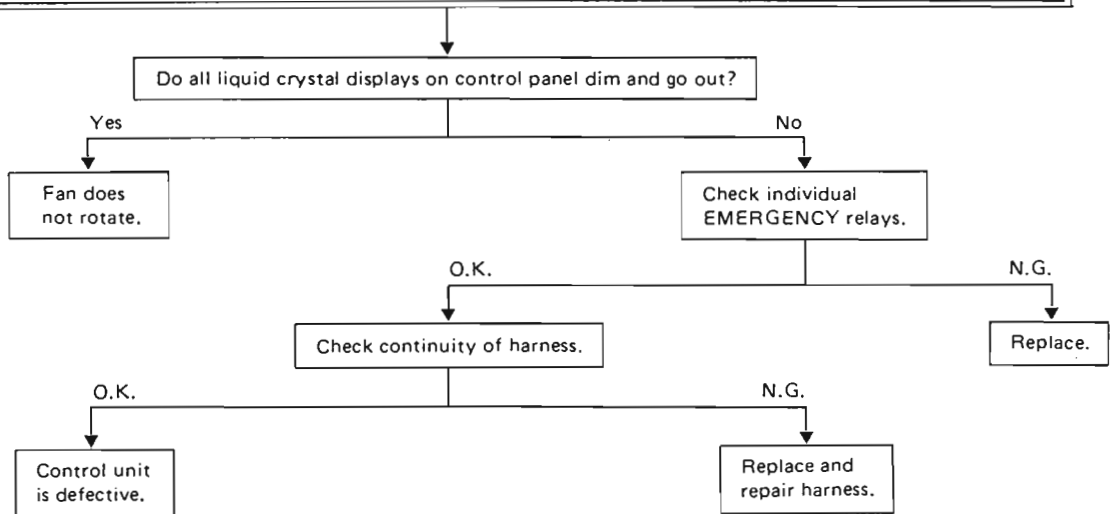 Do all liquid crystal displays on control panel dim and go out?
Yes
No
Fan does
not rotate.
Check individual
EMERGENCY relays.
O.K.
N.G.
Check continuity of harness.
Replace.
O.K.
N.G.
Control unit
is defective.
Replace and
repair harness.